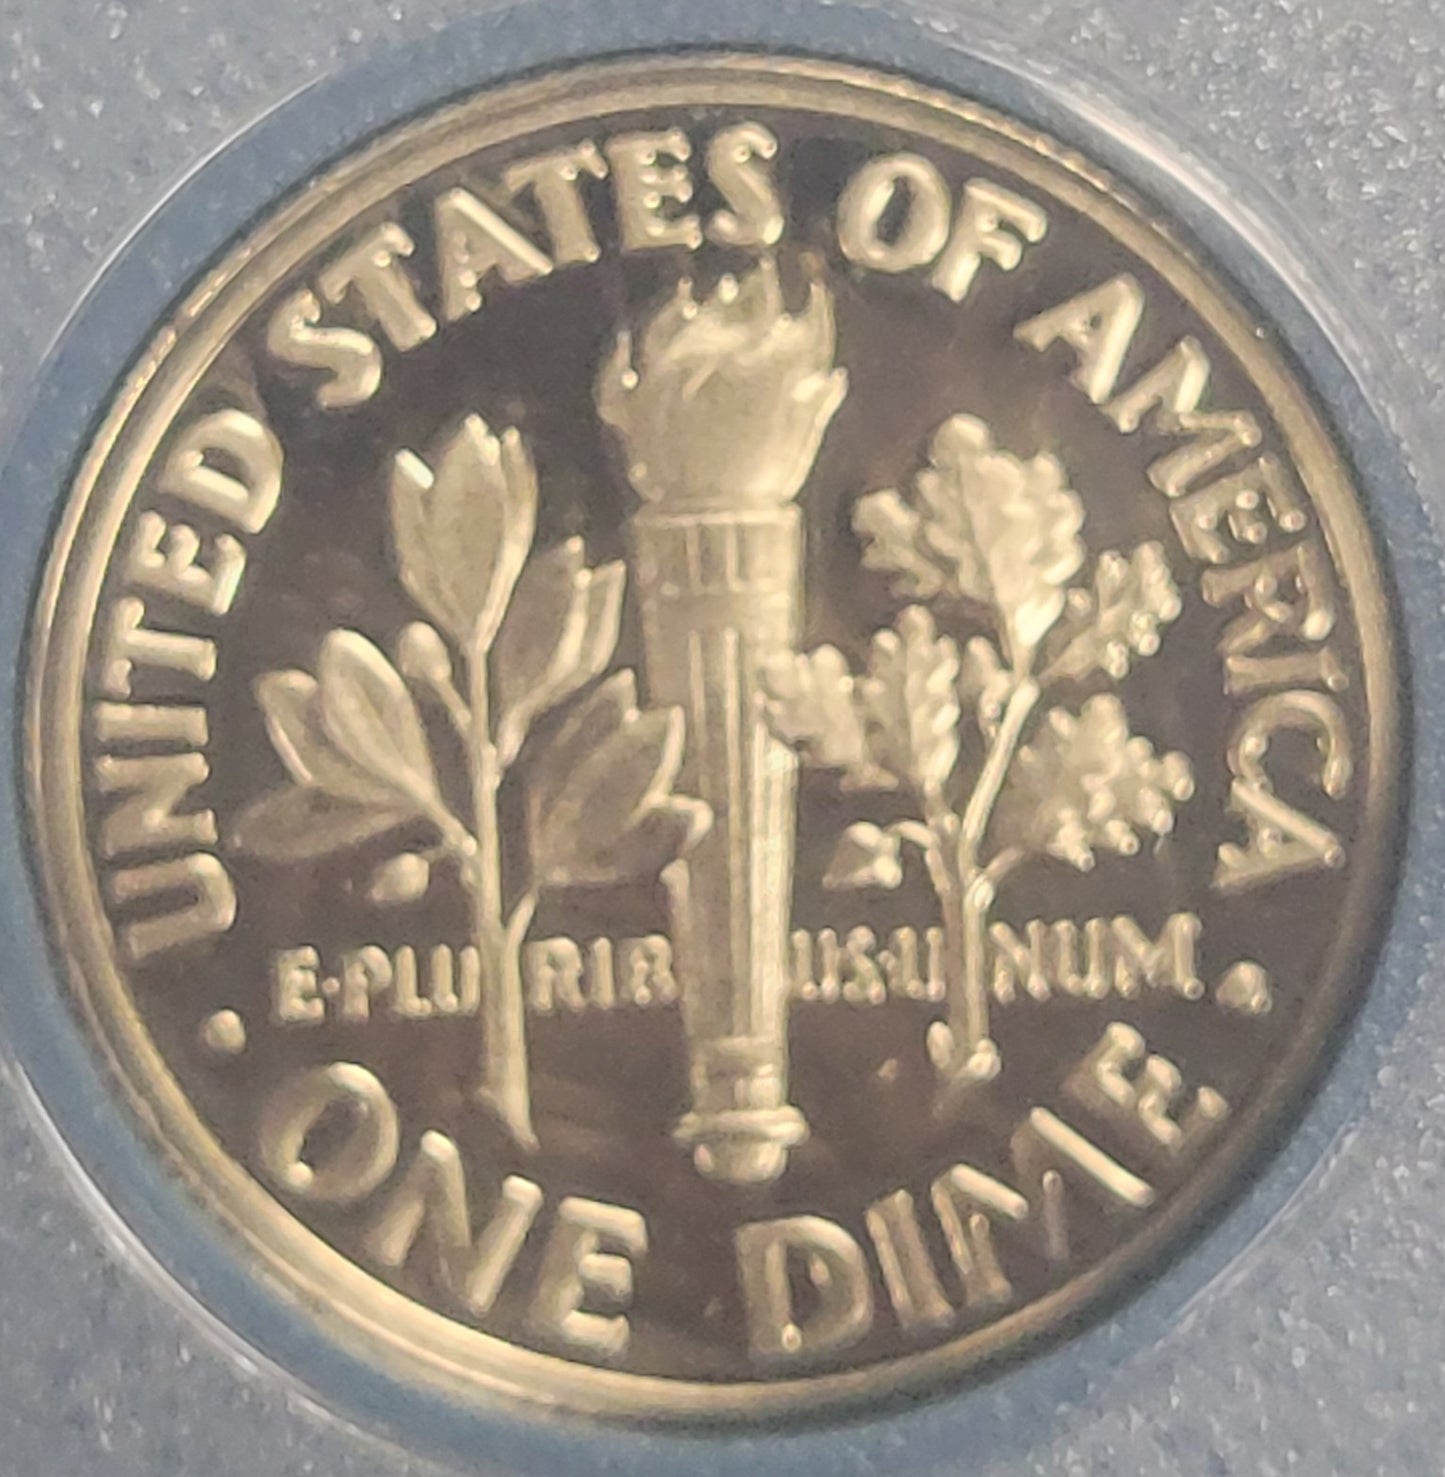 UNITED STATES OF AMERICA
E·PLURIBUS·UNUM
· ONE DIME ·